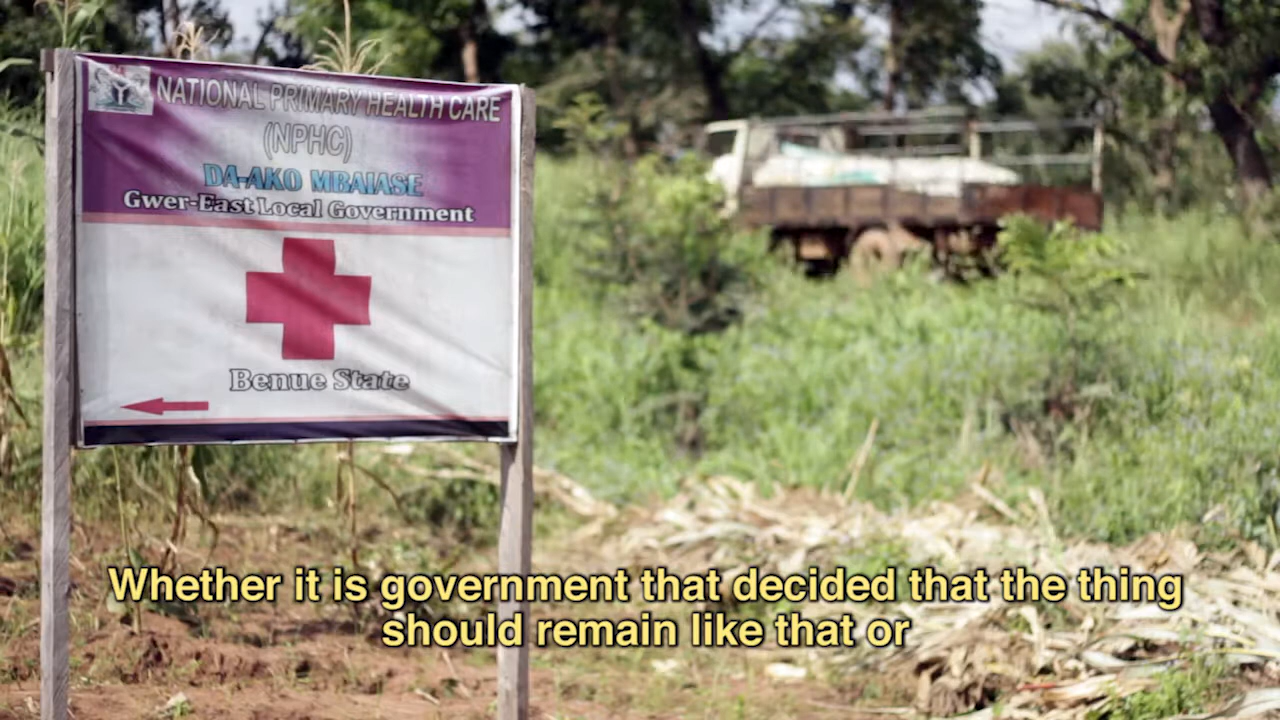 NATIONAL PRIMARY HEALTH CARE
(NPHC)
DA-AKO MBAIASE
Gwer-East Local Government
Benue State
Whether it is government that decided that the thing
should remain like that or